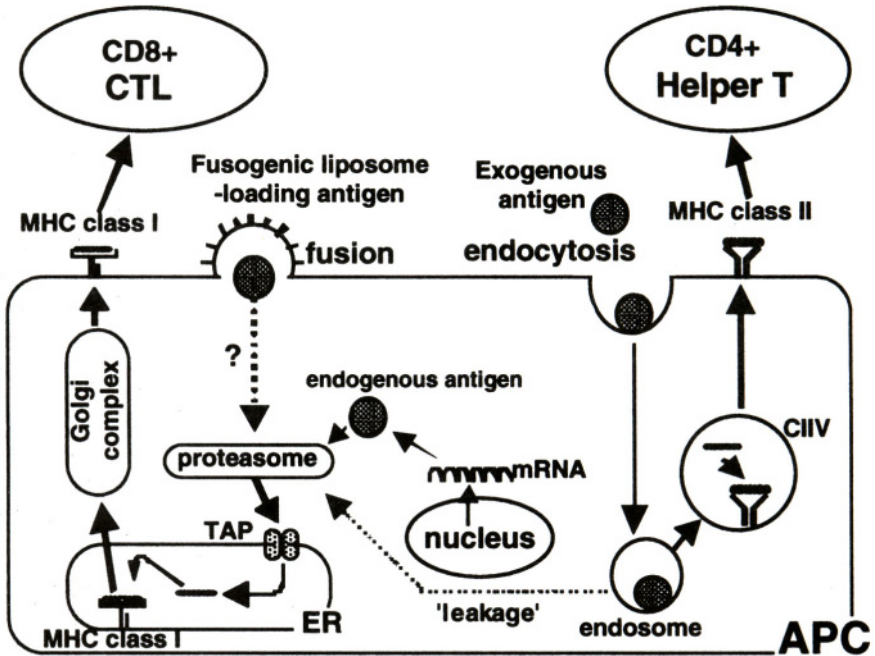 CD8+
CTL
CD4+
Helper T
Fusogenic liposome
-loading antigen
Exogenous
antigen
MHC class I
MHC class II
fusion
endocytosis
?
endogenous antigen
Golgi
complex
CIIV
proteasome
mRNA
TAP
nucleus
'leakage'
ER
MHC class I
endosome
APC